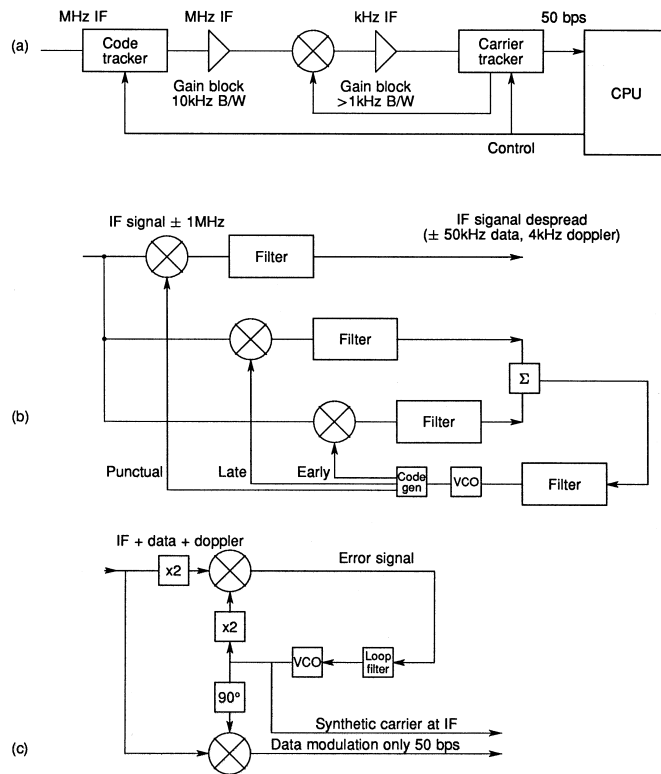 (a)
MHz IF
Code
tracker
MHz IF
Gain block
10kHz B/W
kHz IF
Gain block
>1kHz B/W
Carrier
tracker
50 bps
CPU
Control
(b)
IF signal ± 1MHz
Filter
IF siganal despread
(± 50kHz data, 4kHz doppler)
Filter
Σ
Filter
Punctual
Late
Early
Code
gen
VCO
Filter
(c)
IF + data + doppler
x2
Error signal
x2
VCO
Loop
filter
90°
Synthetic carrier at IF
Data modulation only 50 bps